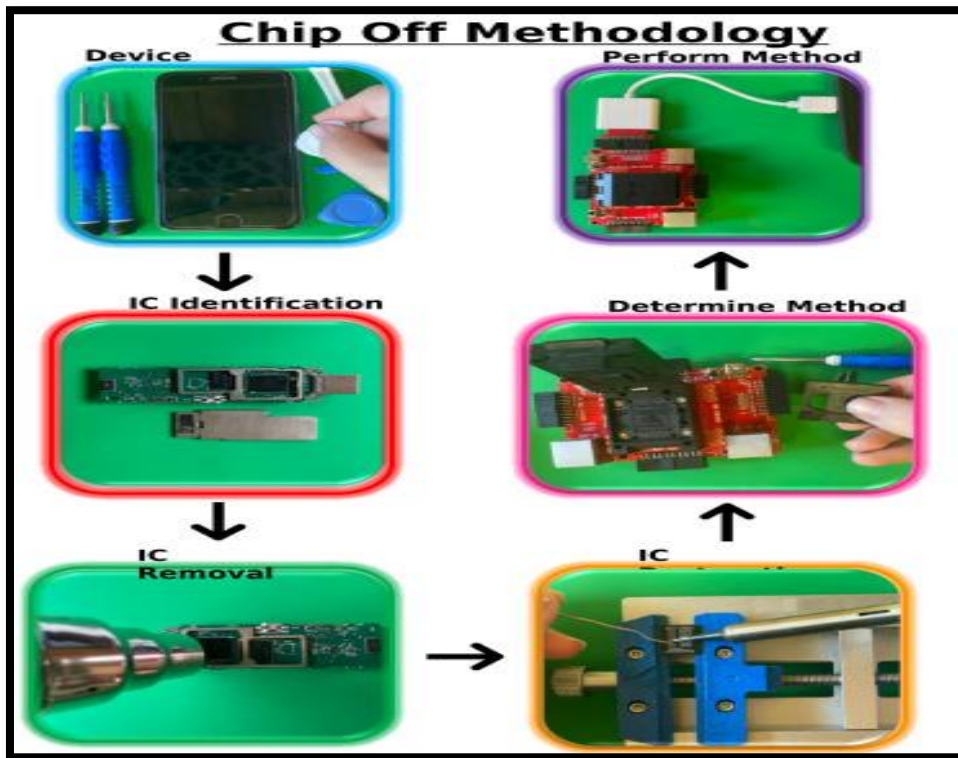 Chip Off Methodology
Device
Perform Method
IC Identification
Determine Method
IC
Removal
IC